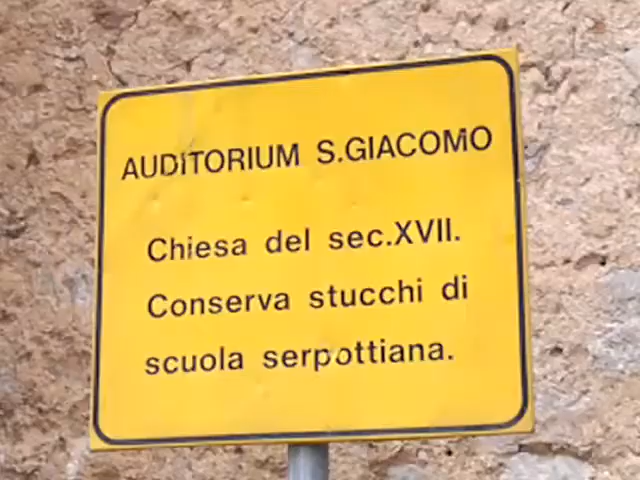 AUDITORIUM S.GIACOMO
Chiesa del sec.XVII.
Conserva stucchi di
scuola serpottiana.